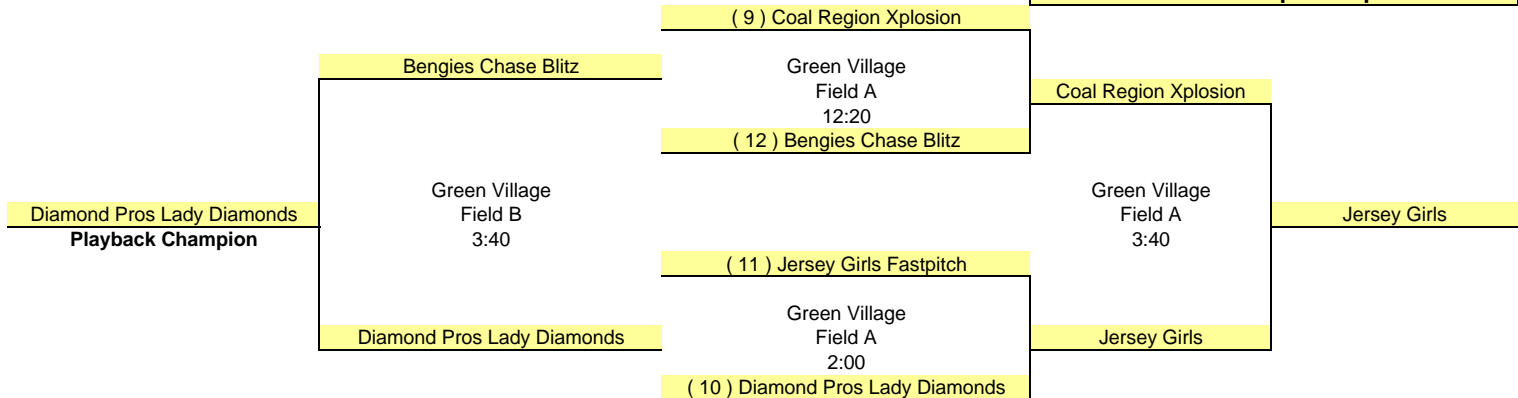 ( 9 ) Coal Region Xplosion
Bengies Chase Blitz
Green Village
Field A
12:20
Coal Region Xplosion
( 12 ) Bengies Chase Blitz
Green Village
Field B
3:40
Green Village
Field A
3:40
Diamond Pros Lady Diamonds
Playback Champion
Jersey Girls
( 11 ) Jersey Girls Fastpitch
Green Village
Field A
2:00
Diamond Pros Lady Diamonds
Jersey Girls
( 10 ) Diamond Pros Lady Diamonds